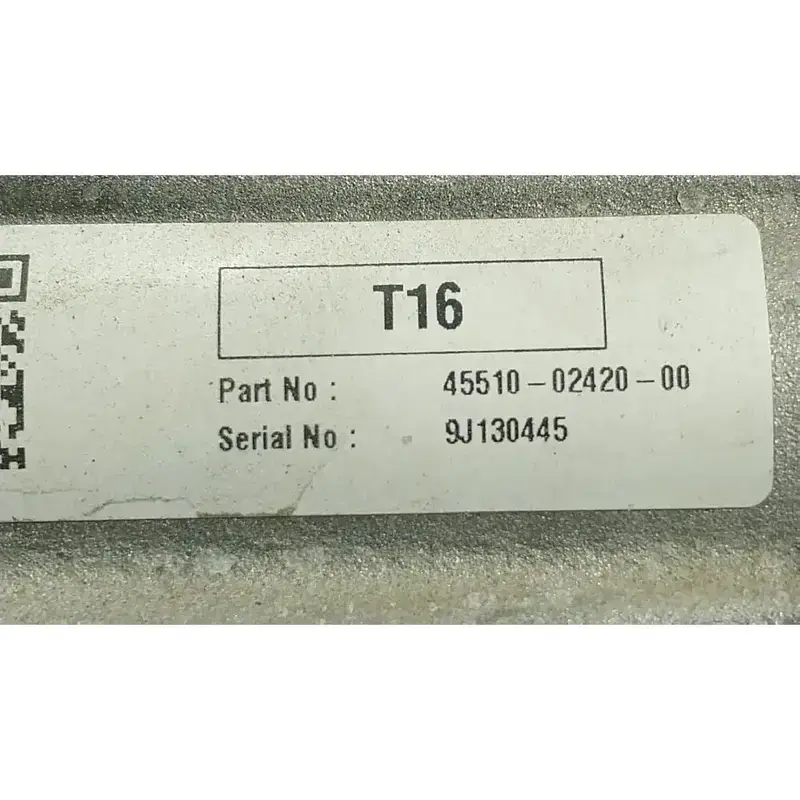 T16
Part No : 45510-02420-00
Serial No : 9J130445